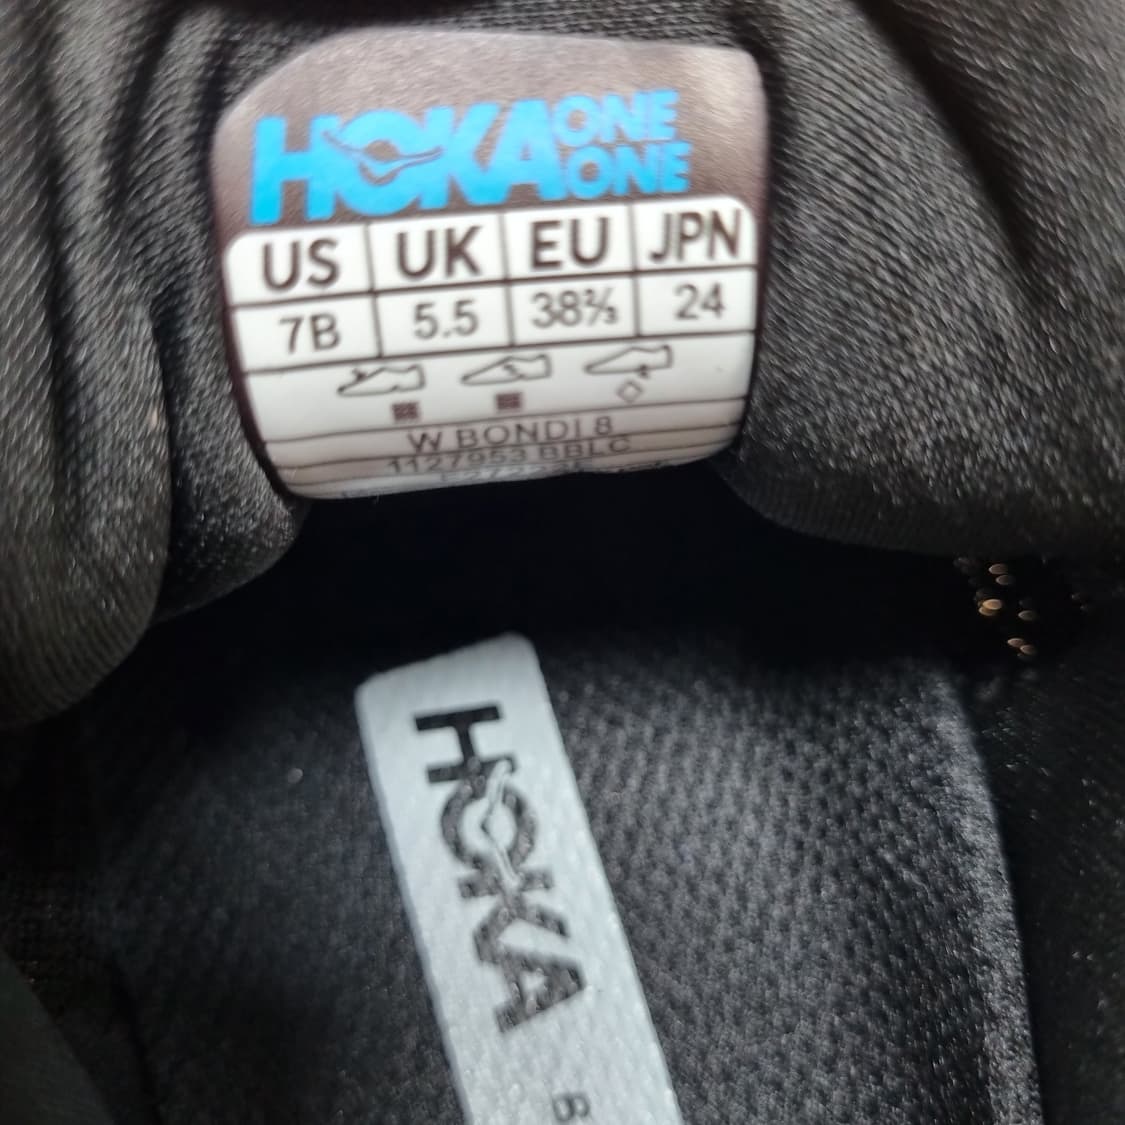 HOKA ONE ONE
US UK EU JPN
7B 5.5 38⅔ 24
W BONDI 8
1127953 BBLC
HOKA